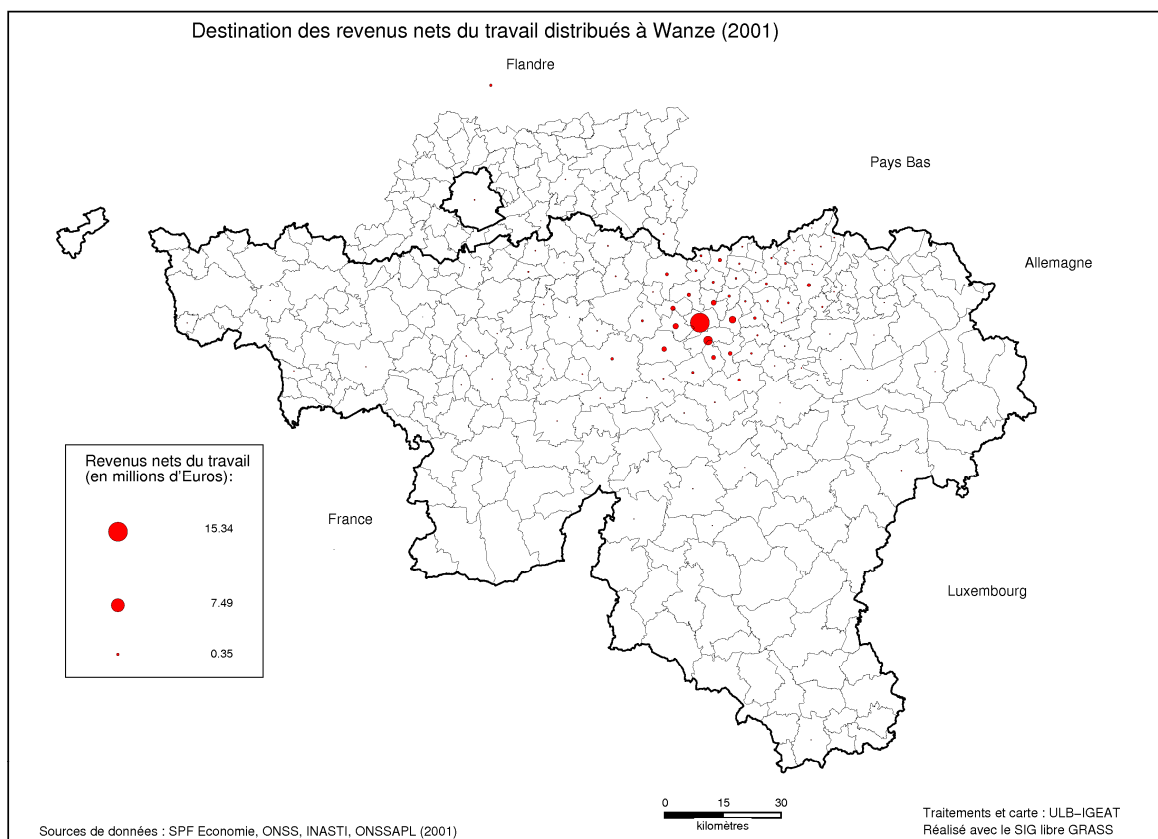 Destination des revenus nets du travail distribués à Wanze (2001)
Flandre
Pays Bas
Allemagne
Revenus nets du travail
(en millions d'Euros):
15.34
7.49
0.35
France
Luxembourg
0 15 30
kilomètres
Sources de données : SPF Economie, ONSS, INASTI, ONSSAPL (2001)
Traitements et carte : ULB-IGEAT
Réalisé avec le SIG libre GRASS